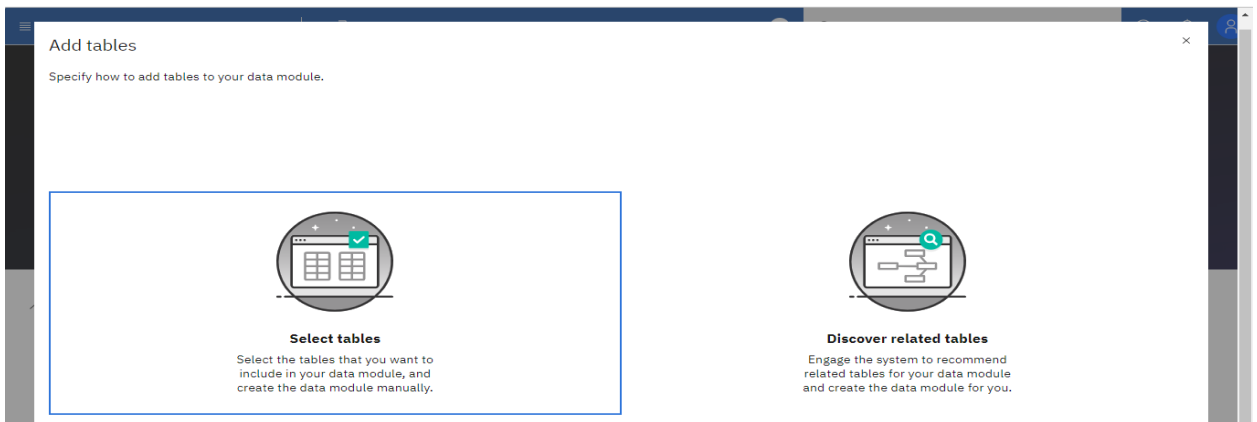 Add tables
Specify how to add tables to your data module.
Select tables
Select the tables that you want to
include in your data module, and
create the data module manually.
Discover related tables
Engage the system to recommend
related tables for your data module
and create the data module for you.